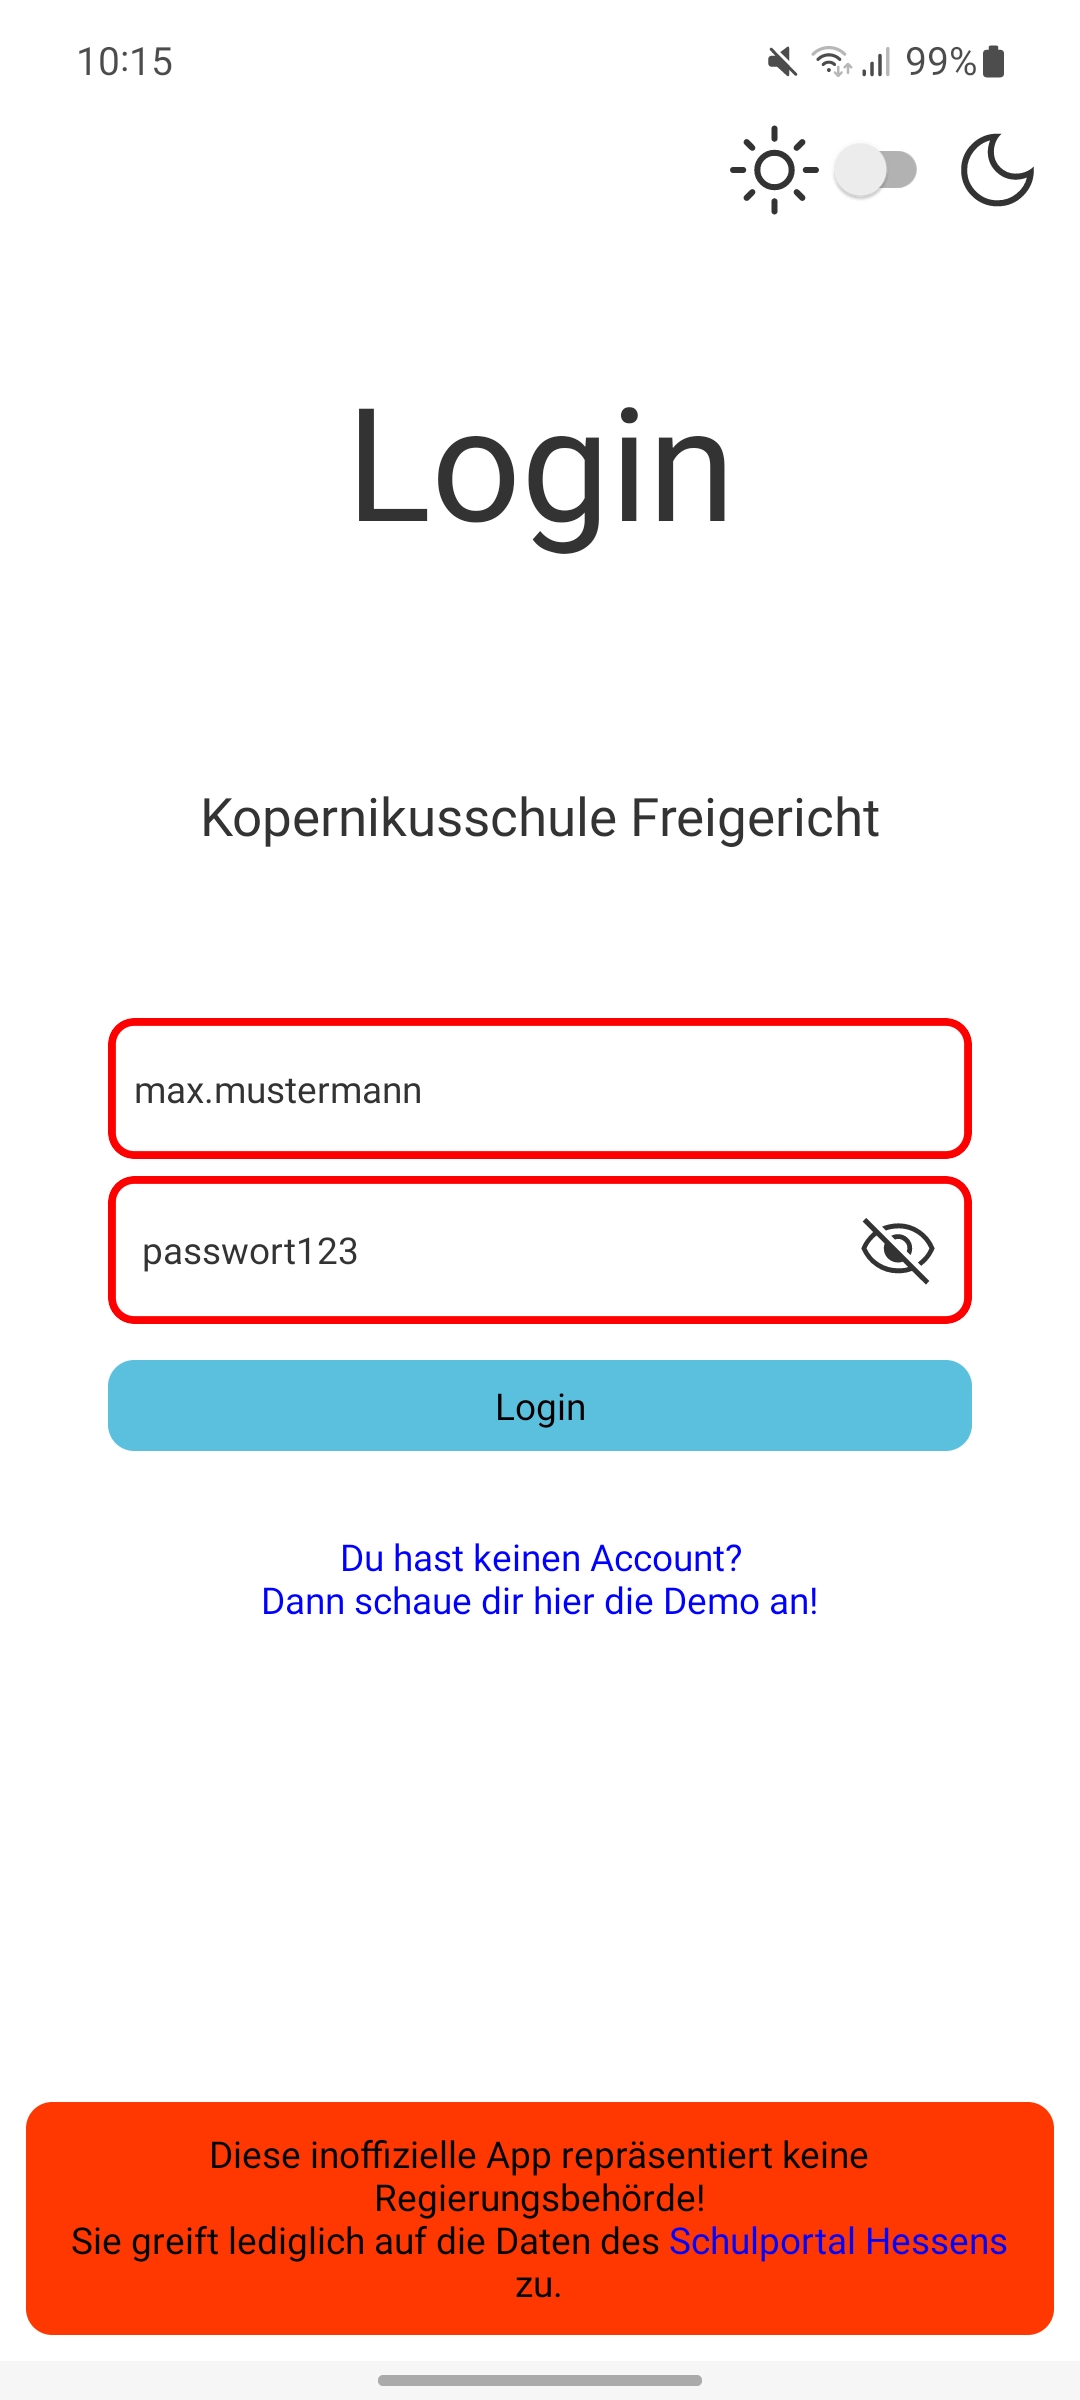 10:15
99%
Login
Kopernikusschule Freigericht
max.mustermann
passwort123
Login
Du hast keinen Account?
Dann schaue dir hier die Demo an!
Diese inoffizielle App repräsentiert keine
Regierungsbehörde!
Sie greift lediglich auf die Daten des Schulportal Hessens
zu.